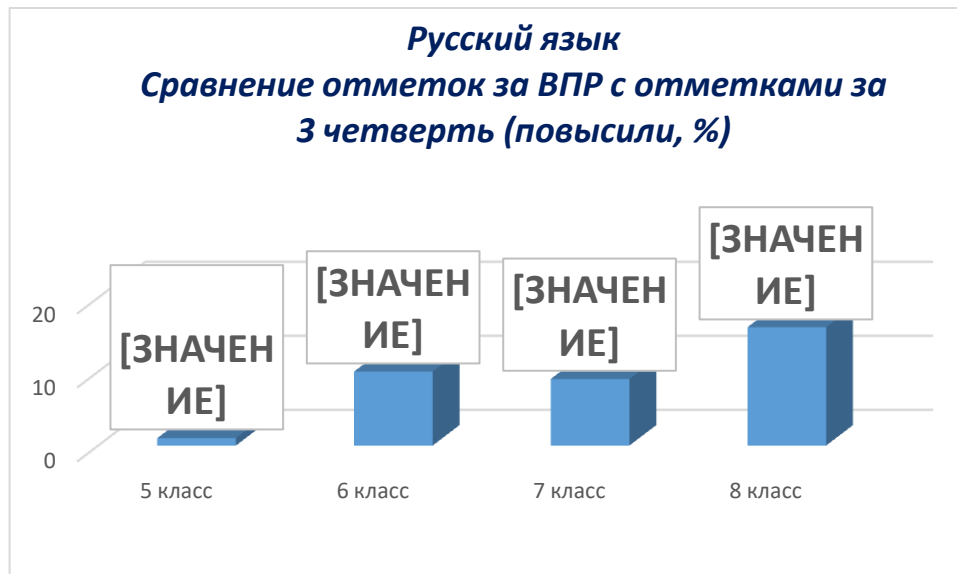 Русский язык
Сравнение отметок за ВПР с отметками за
3 четверть (повысили, %)
[ЗНАЧЕН
ИЕ]
[ЗНАЧЕН
ИЕ]
[ЗНАЧЕН
ИЕ]
[ЗНАЧЕН
ИЕ]
20
10
0
5 класс
6 класс
7 класс
8 класс